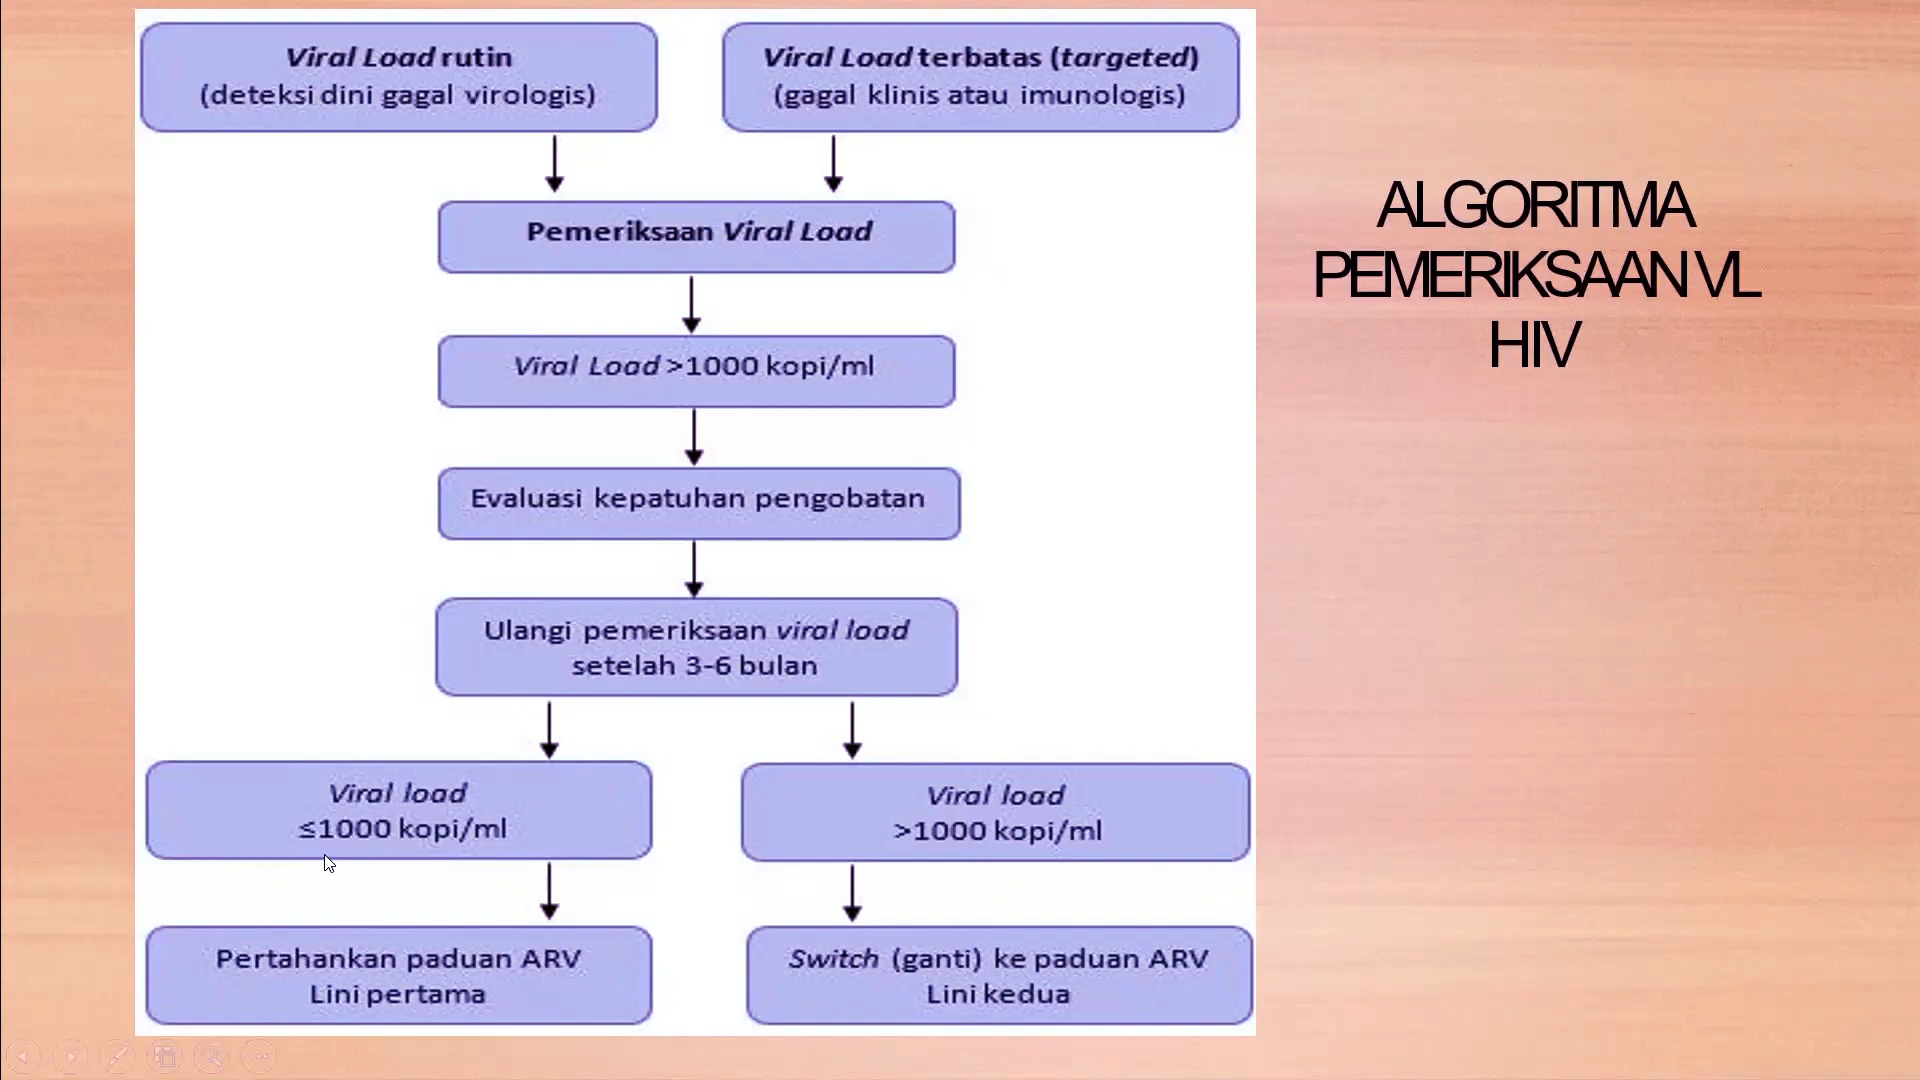 Viral Load rutin
(deteksi dini gagal virologis)
Viral Load terbatas (targeted)
(gagal klinis atau imunologis)
Pemeriksaan Viral Load
Viral Load >1000 kopi/ml
Evaluasi kepatuhan pengobatan
Ulangi pemeriksaan viral load
setelah 3-6 bulan
Viral load
≤1000 kopi/ml
Viral load
>1000 kopi/ml
Pertahankan paduan ARV
Lini pertama
Switch (ganti) ke paduan ARV
Lini kedua
ALGORITMA
PEMERIKSAAN VL
HIV